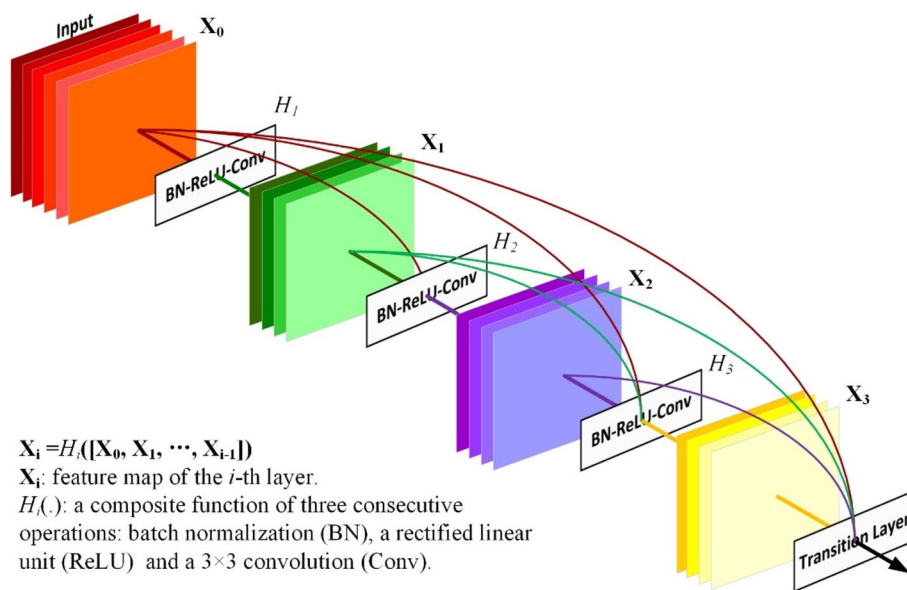 Input
X₀
H₁
BN-ReLU-Conv
X₁
H₂
BN-ReLU-Conv
X₂
H₃
BN-ReLU-Conv
X₃
Transition Layer
Xᵢ =Hᵢ([X₀, X₁, ···, Xᵢ₋₁])
Xᵢ: feature map of the i-th layer.
Hᵢ(.): a composite function of three consecutive
operations: batch normalization (BN), a rectified linear
unit (ReLU) and a 3×3 convolution (Conv).